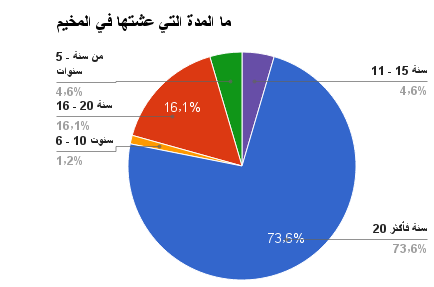 ما المدة التي عشتها في المخيم
من سنة - 5
سنوات
4,6%
16 - 20 سنة
16,1%
6 - 10 سنوت
1,2%
11 - 15 سنة
4,6%
20 سنة فأكثر
73,6%
16,1%
73,6%